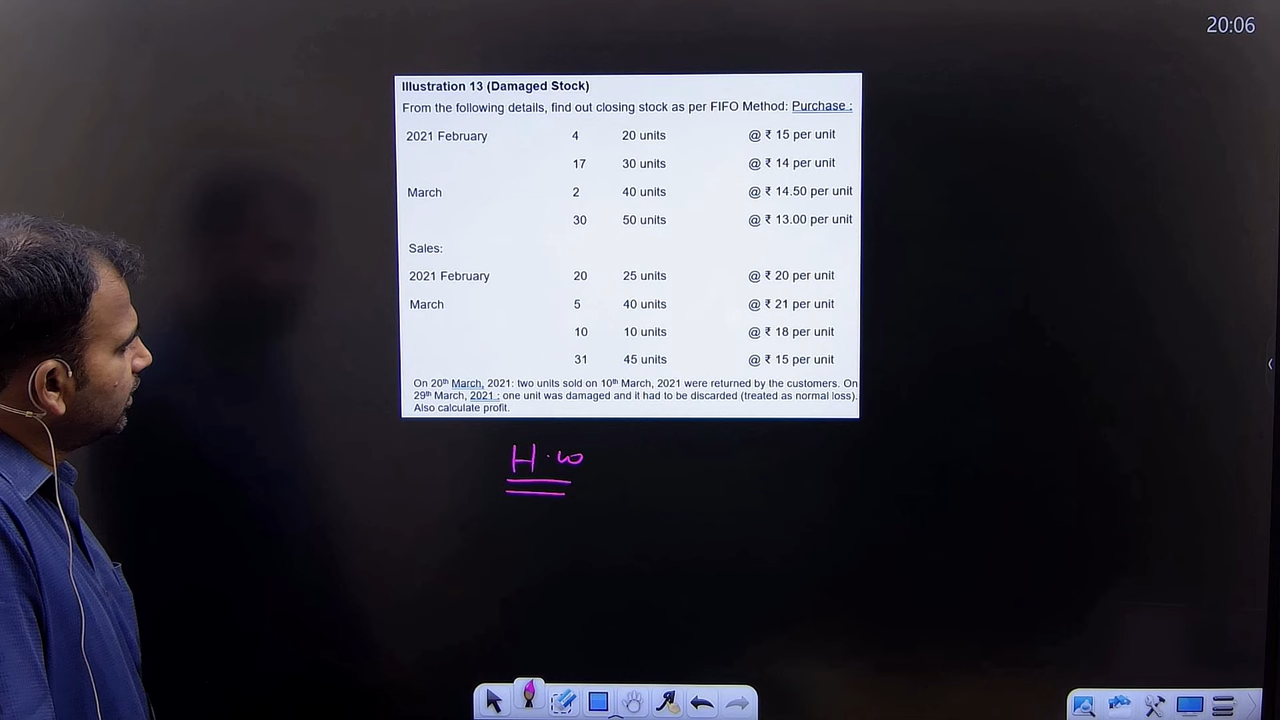 20:06
Illustration 13 (Damaged Stock)
From the following details, find out closing stock as per FIFO Method: Purchase :
2021 February 4 20 units @ ₹ 15 per unit
17 30 units @ ₹ 14 per unit
March 2 40 units @ ₹ 14.50 per unit
30 50 units @ ₹ 13.00 per unit
Sales:
2021 February 20 25 units @ ₹ 20 per unit
March 5 40 units @ ₹ 21 per unit
10 10 units @ ₹ 18 per unit
31 45 units @ ₹ 15 per unit
On 20th March, 2021: two units sold on 10th March, 2021 were returned by the customers. On
29th March, 2021 : one unit was damaged and it had to be discarded (treated as normal loss).
Also calculate profit.
H.w